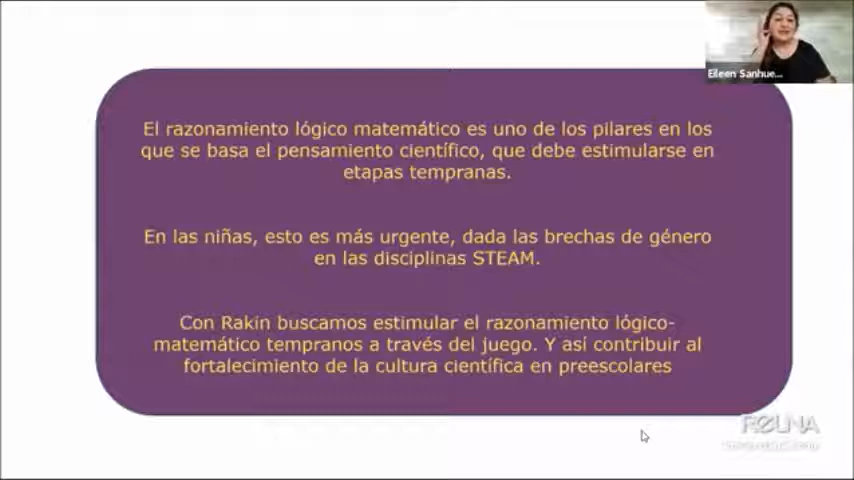 Eileen Sanhue...
El razonamiento lógico matemático es uno de los pilares en los
que se basa el pensamiento científico, que debe estimularse en
etapas tempranas.
En las niñas, esto es más urgente, dada las brechas de género
en las disciplinas STEAM.
Con Rakin buscamos estimular el razonamiento lógico-
matemático tempranos a través del juego. Y así contribuir al
fortalecimiento de la cultura científica en preescolares
REUNA